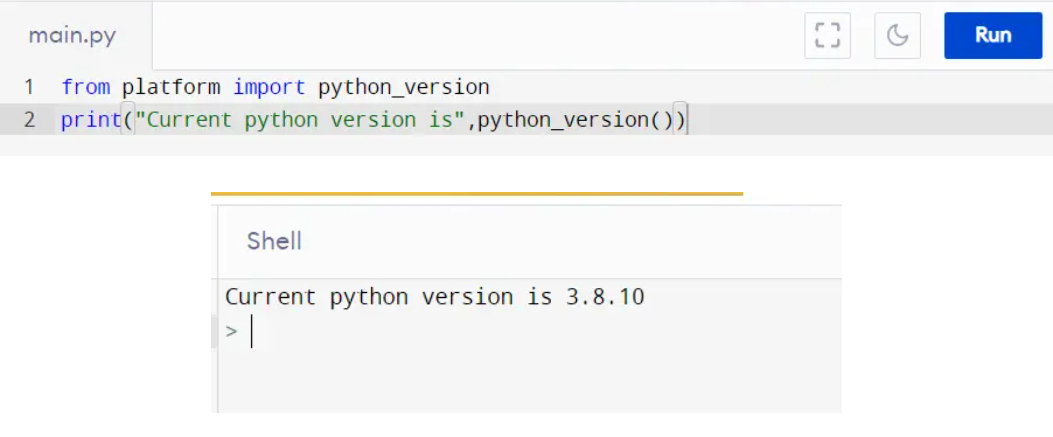 main.py
Run
1 from platform import python_version
2 print("Current python version is",python_version())
Shell
Current python version is 3.8.10
>